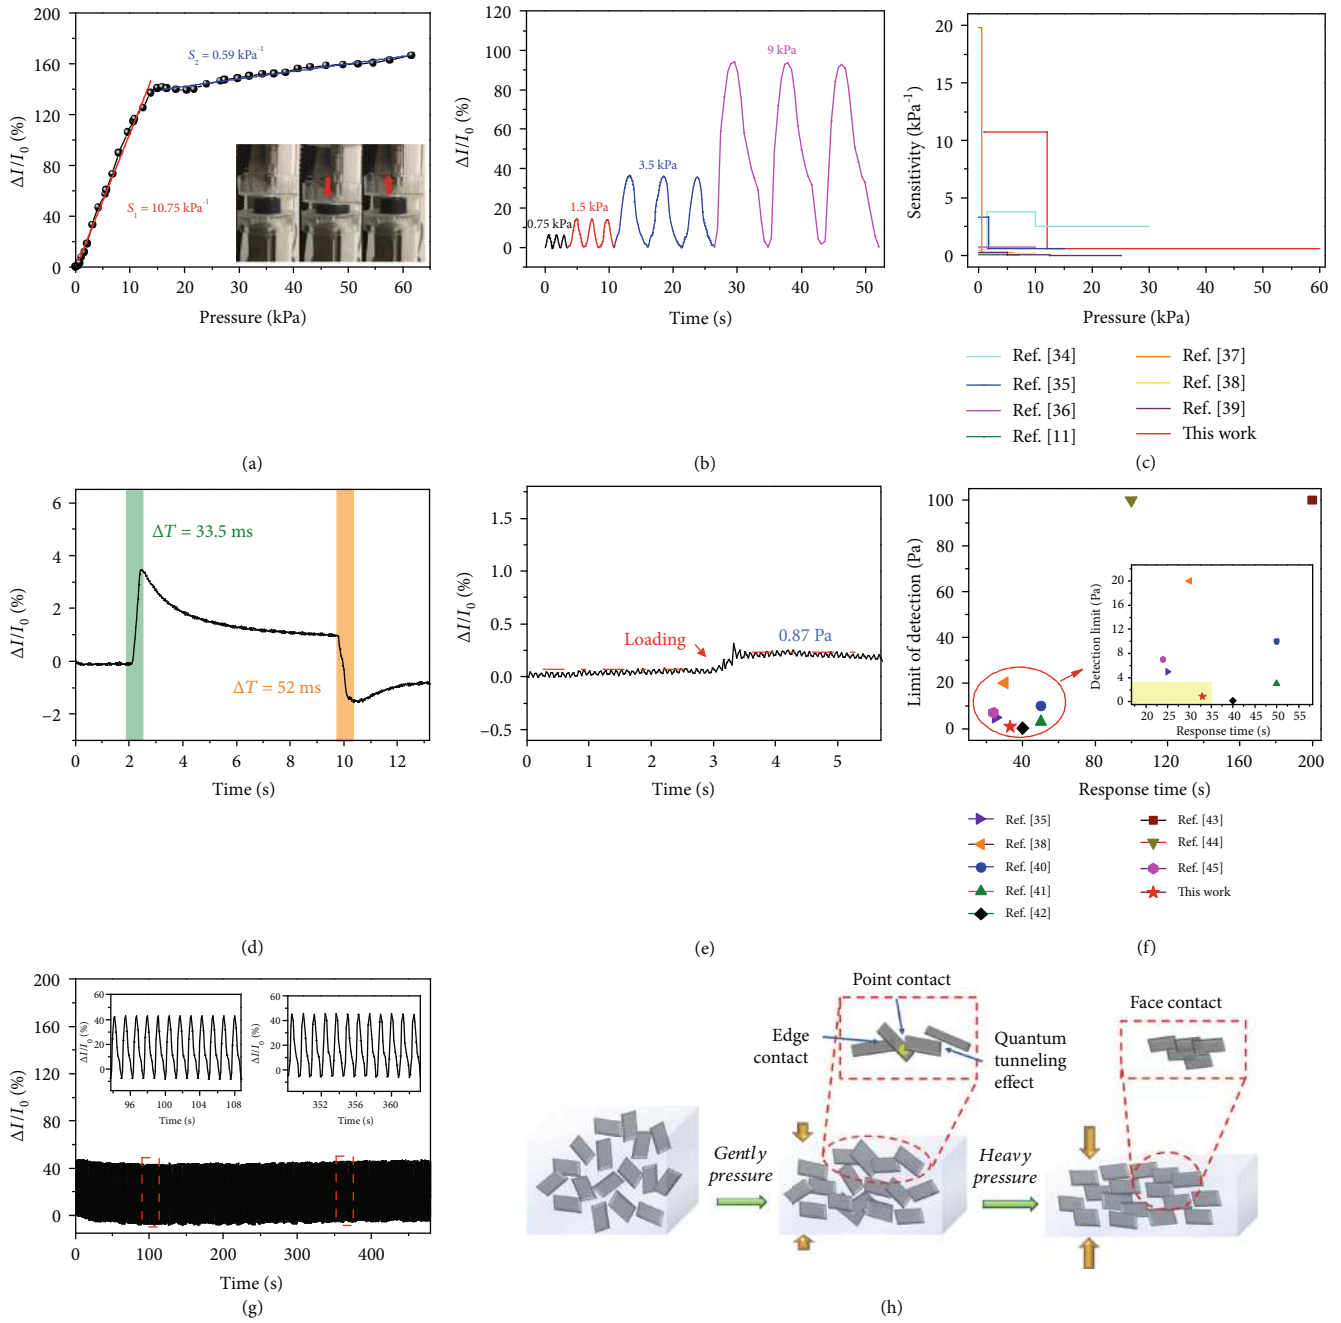 200
160
120
80
40
0
ΔI/I0 (%)
S2 = 0.59 kPa-1
S1 = 10.75 kPa-1
0 10 20 30 40 50 60
Pressure (kPa)
(a)
120
100
80
60
40
20
0
ΔI/I0 (%)
0.75 kPa
1.5 kPa
3.5 kPa
9 kPa
0 10 20 30 40 50
Time (s)
(b)
20
15
10
5
0
Sensitivity (kPa-1)
0 10 20 30 40 50 60
Pressure (kPa)
Ref. [34] Ref. [37]
Ref. [35] Ref. [38]
Ref. [36] Ref. [39]
Ref. [11] This work
(c)
6
4
2
0
−2
ΔI/I0 (%)
ΔT = 33.5 ms
ΔT = 52 ms
0 2 4 6 8 10 12
Time (s)
(d)
1.5
1.0
0.5
0.0
−0.5
ΔI/I0 (%)
Loading
0.87 Pa
0 1 2 3 4 5
Time (s)
(e)
100
80
60
40
20
0
Limit of detection (Pa)
20
16
12
8
4
0
Detection limit (Pa)
20 25 30 35 40 45 50 55
Response time (s)
40 80 120 160 200
Response time (s)
Ref. [35] Ref. [43]
Ref. [38] Ref. [44]
Ref. [40] Ref. [45]
Ref. [41] This work
Ref. [42]
(f)
200
160
120
80
40
0
ΔI/I0 (%)
60
40
20
0
ΔI/I0 (%)
96 100 104 108
Time (s)
60
40
20
0
ΔI/I0 (%)
352 356 360
Time (s)
0 100 200 300 400
Time (s)
(g)
Point contact
Edge
contact
Quantum
tunneling
effect
Face contact
Gently
pressure
Heavy
pressure
(h)